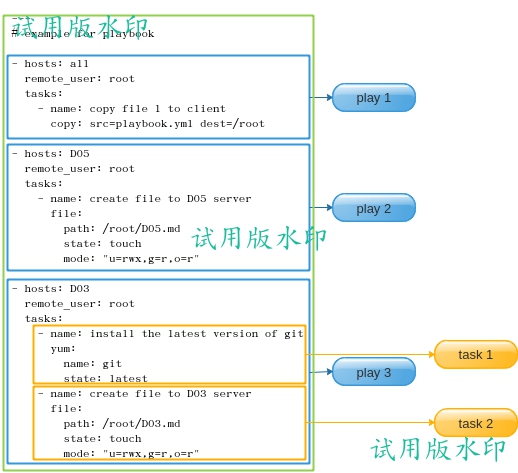 试用版水印
# example for playbook
- hosts: all
remote_user: root
tasks:
- name: copy file 1 to client
copy: src=playbook.yml dest=/root
play 1
- hosts: D05
remote_user: root
tasks:
- name: create file to D05 server
file:
path: /root/D05.md
state: touch
mode: "u=rwx,g=r,o=r"
play 2
试用版水印
- hosts: D03
remote_user: root
tasks:
- name: install the latest version of git
yum:
name: git
state: latest
task 1
play 3
- name: create file to D03 server
file:
path: /root/D03.md
state: touch
mode: "u=rwx,g=r,o=r"
task 2
试用版水印